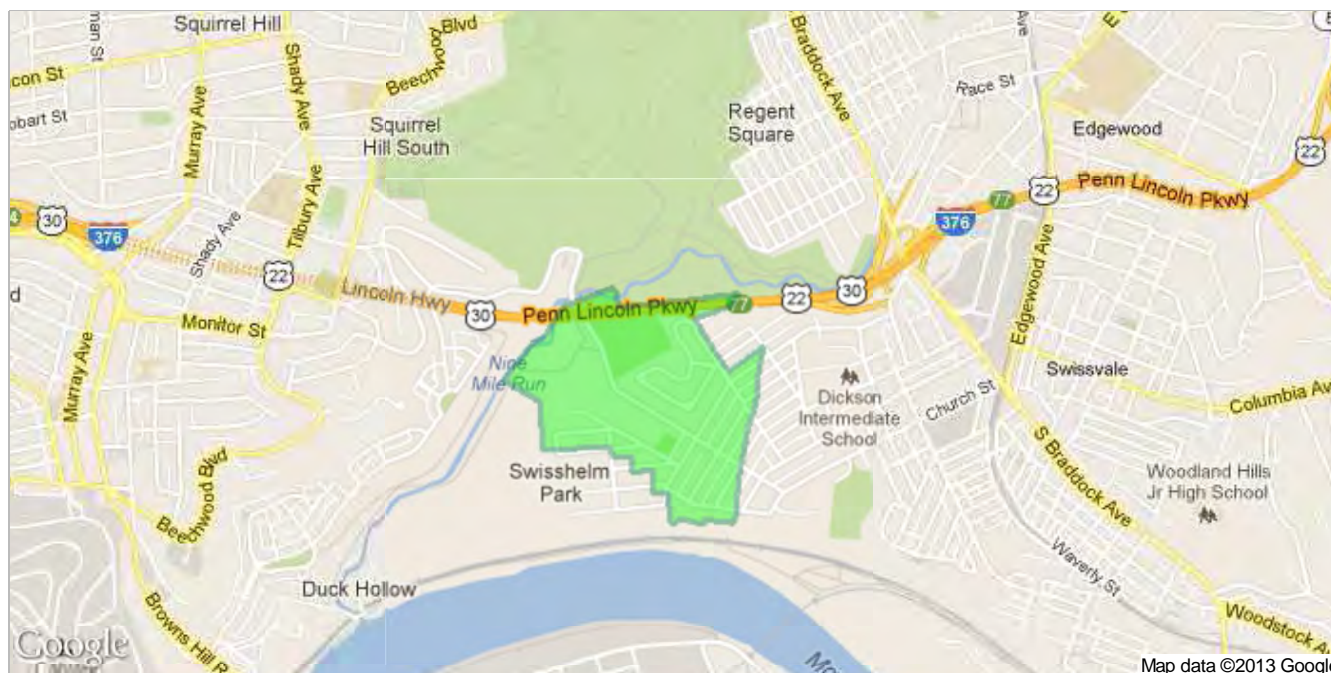 Squirrel Hill
Blvd
Beechwood
Shady Ave
Murray Ave
Squirrel
Hill South
Regent
Square
Braddock Ave
Race St
Edgewood
22
Penn Lincoln Pkwy
77
22
376
30
376
Shady Ave
Tilbury Ave
22
Lincoln Hwy
30
Penn Lincoln Pkwy
77
22
30
Monitor St
Murray Ave
Nine
Mile Run
Edgewood Ave
Swissvale
Dickson
Intermediate
School
Church St
Columbia Av
S Braddock Ave
Swisshelm
Park
Woodland Hills
Jr High School
Beechwood Blvd
Waverly St
Duck Hollow
Browns Hill R
Woodstock Av
Google
Map data ©2013 Google